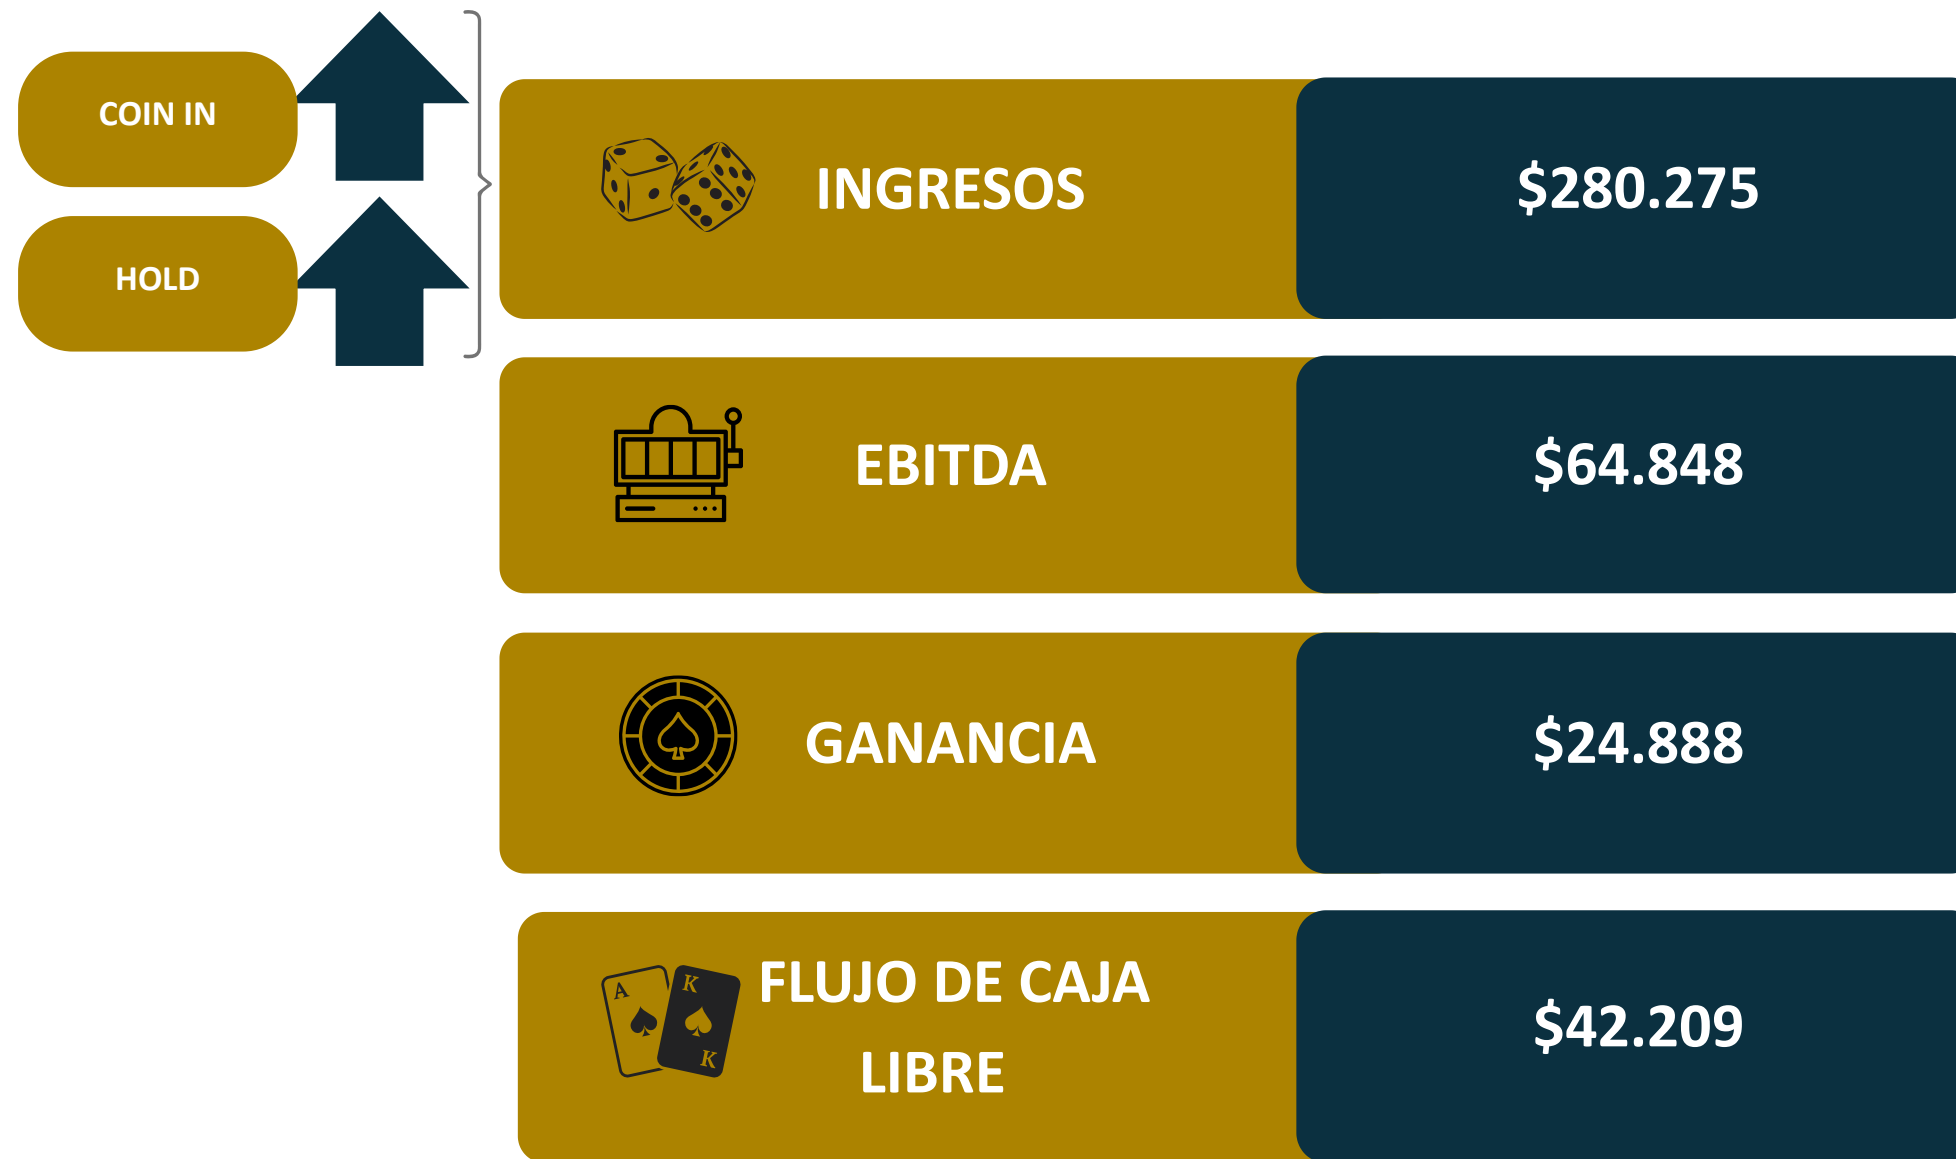 COIN IN
HOLD
INGRESOS
$280.275
EBITDA
$64.848
GANANCIA
$24.888
A
K
K
FLUJO DE CAJA
LIBRE
$42.209